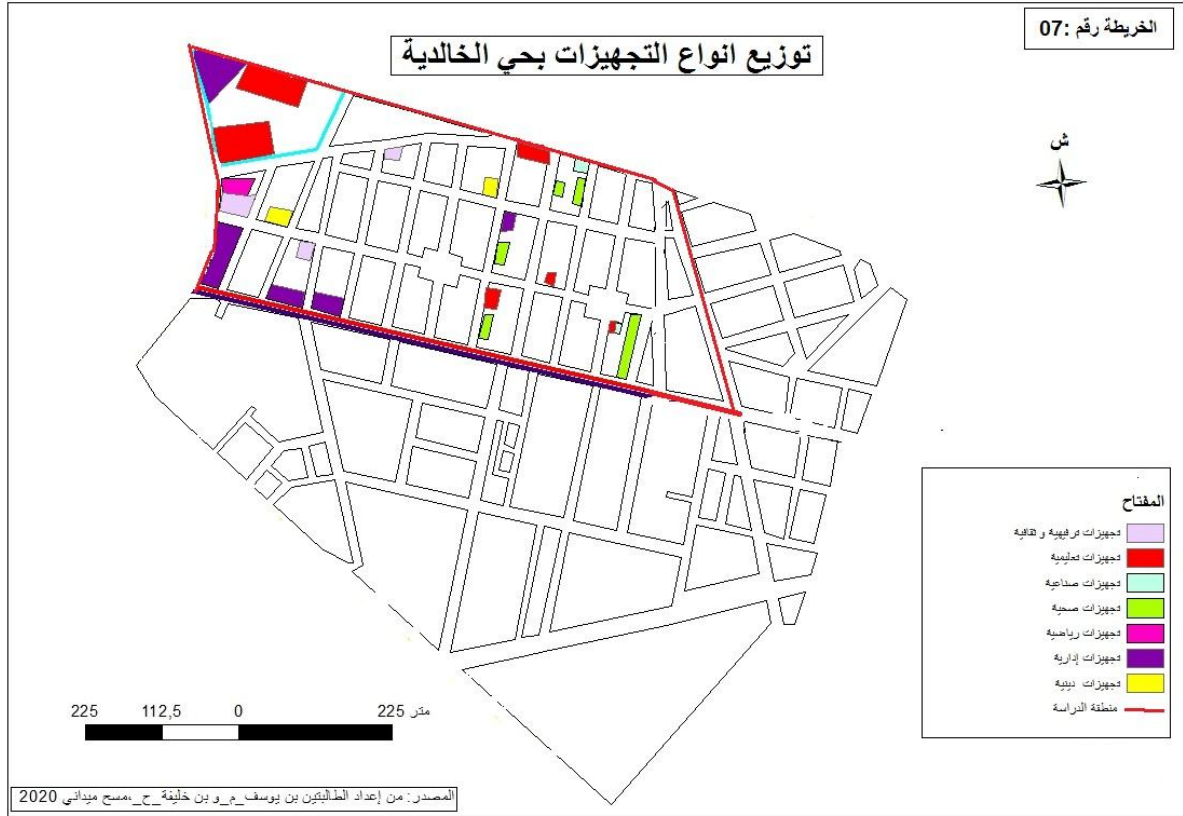 الخريطة رقم :07
توزيع انواع التجهيزات بحي الخالدية
ش
المفتاح
تجهيزات ترفيهية و ثقافية
تجهيزات تعليمية
تجهيزات صناعية
تجهيزات صحية
تجهيزات رياضية
تجهيزات إدارية
تجهيزات دينية
منطقة الدراسة
225 112,5 0 225 متر
المصدر: من إعداد الطالبتين بن يوسف_م_و بن خليفة_ح_،مسح ميداني 2020